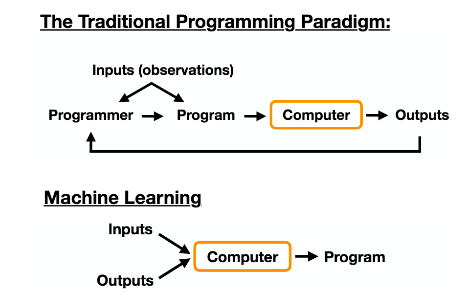 The Traditional Programming Paradigm:
Inputs (observations)
Programmer Program Computer Outputs
Machine Learning
Inputs
Computer Program
Outputs